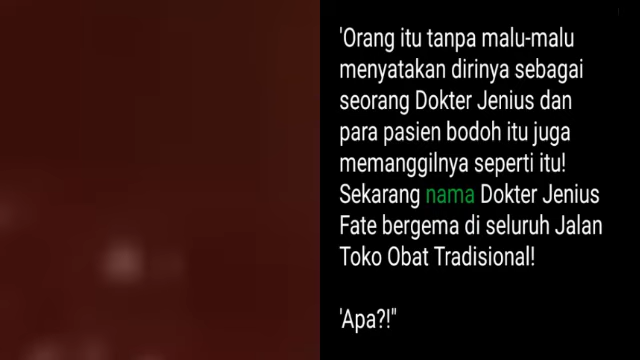 'Orang itu tanpa malu-malu
menyatakan dirinya sebagai
seorang Dokter Jenius dan
para pasien bodoh itu juga
memanggilnya seperti itu!
Sekarang nama Dokter Jenius
Fate bergema di seluruh Jalan
Toko Obat Tradisional!
'Apa?!"